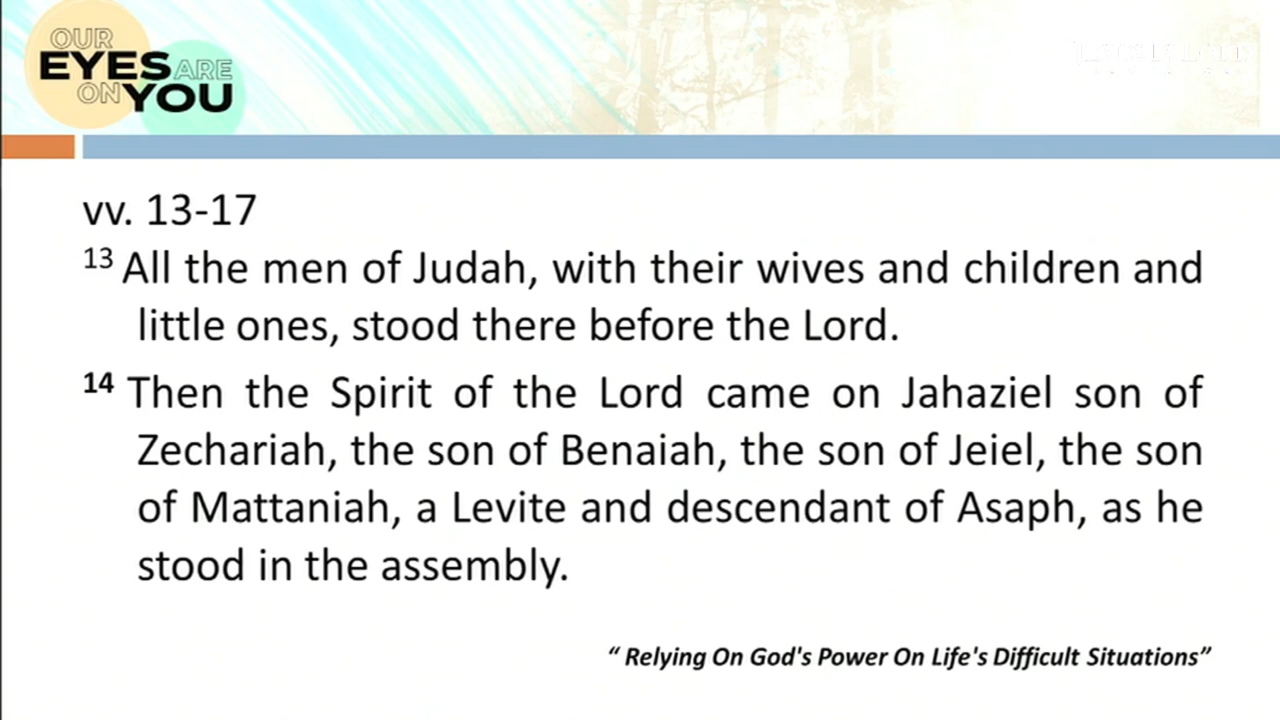 OUR
EYES ARE
ON YOU
vv. 13-17
13 All the men of Judah, with their wives and children and
little ones, stood there before the Lord.
14 Then the Spirit of the Lord came on Jahaziel son of
Zechariah, the son of Benaiah, the son of Jeiel, the son
of Mattaniah, a Levite and descendant of Asaph, as he
stood in the assembly.
“ Relying On God's Power On Life's Difficult Situations”